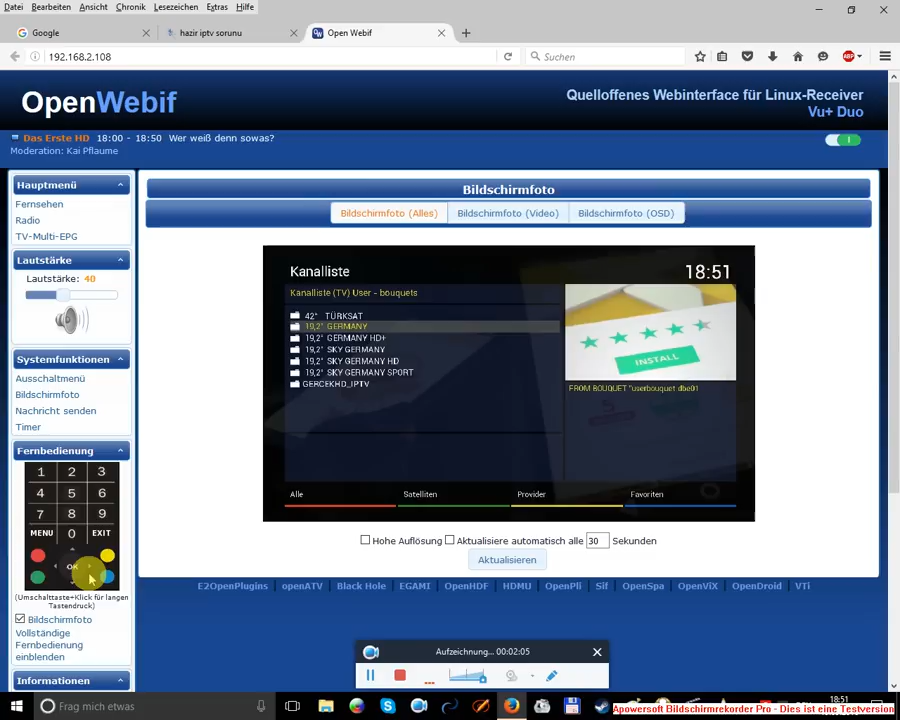 Datei Bearbeiten Ansicht Chronik Lesezeichen Extras Hilfe
Google
hazir iptv sorunu
Open Webif
192.168.2.108
Suchen
ABP
OpenWebif
Quelloffenes Webinterface für Linux-Receiver
Vu+ Duo
Das Erste HD 18:00 - 18:50 Wer weiß denn sowas?
Moderation: Kai Pflaume
Hauptmenü
Fernsehen
Radio
TV-Multi-EPG
Lautstärke
Lautstärke: 40
Systemfunktionen
Ausschaltmenü
Bildschirmfoto
Nachricht senden
Timer
Fernbedienung
1 2 3
4 5 6
7 8 9
MENU 0 EXIT
OK
(Umschalttaste+Klick für langen
Tastendruck)
Bildschirmfoto
Vollständige
Fernbedienung
einblenden
Informationen
Bildschirmfoto
Bildschirmfoto (Alles) Bildschirmfoto (Video) Bildschirmfoto (OSD)
Kanalliste
18:51
Kanalliste (TV) User - bouquets
42° TÜRKSAT
19,2° GERMANY
19,2° GERMANY HD+
19,2° SKY GERMANY
19,2° SKY GERMANY HD
19,2° SKY GERMANY SPORT
GERCEKHD_IPTV
INSTALL
FROM BOUQUET "userbouquet.dbe01
Alle Satelliten Provider Favoriten
Hohe Auflösung Aktualisiere automatisch alle 30 Sekunden
Aktualisieren
E2OpenPlugins openATV Black Hole EGAMI OpenHDF HDMU OpenPli Sif OpenSpa OpenViX OpenDroid VTi
Aufzeichnung... 00:02:05
Frag mich etwas
18:51
Apowersoft Bildschirmrekorder Pro - Dies ist eine Testversion